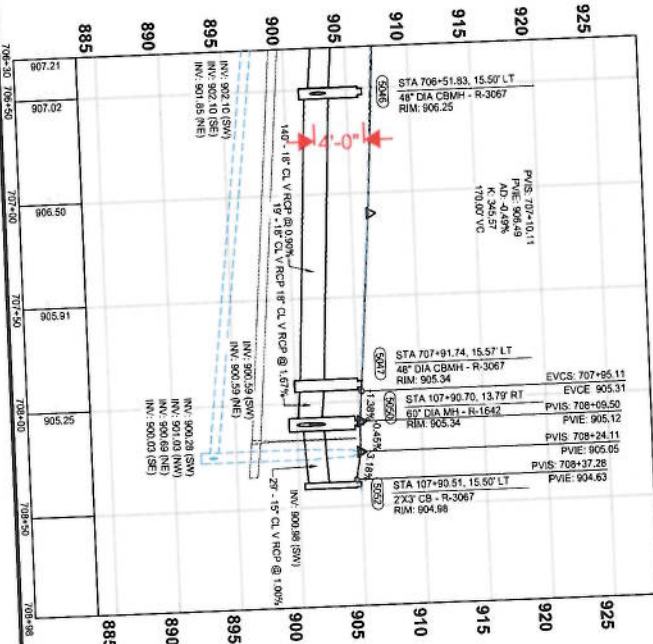 885
890
895
900
905
910
915
920
925
706+30
907.21
706+50
907.02
707+00
906.50
707+50
905.91
708+00
905.25
708+50
708+96
INV: 902.10 (SW)
INV: 902.10 (SE)
INV: 901.85 (NE)
5046
STA 706+51.83, 15.50' LT
48" DIA CBMH - R-3067
RIM: 906.25
4'-0"
140' - 18" CL V RCP @ 0.90%
19' - 18" CL V RCP 18" CL V RCP @ 1.67%
PVIS: 707+10.11
PVIE: 906.49
AD: -0.49%
K: 345.57
170.00' VC
INV: 900.59 (SW)
INV: 900.59 (NE)
5047
STA 707+91.74, 15.57' LT
48" DIA CBMH - R-3067
RIM: 905.34
5050
STA 107+90.70, 13.79' RT
60" DIA MH - R-1642
RIM: 905.34
EVCS: 707+95.11
EVCE: 905.31
PVIS: 708+09.50
PVIE: 905.12
PVIS: 708+24.11
PVIE: 905.05
PVIS: 708+37.28
PVIE: 904.63
-1.38%
-0.45%
-3.18%
INV: 900.28 (SW)
INV: 901.03 (NW)
INV: 900.69 (NE)
INV: 900.03 (SE)
5052
STA 107+90.51, 15.50' LT
2'X3' CB - R-3067
RIM: 904.98
INV: 900.98 (SW)
29' - 15" CL V RCP @ 1.00%
885
890
895
900
905
910
915
920
925